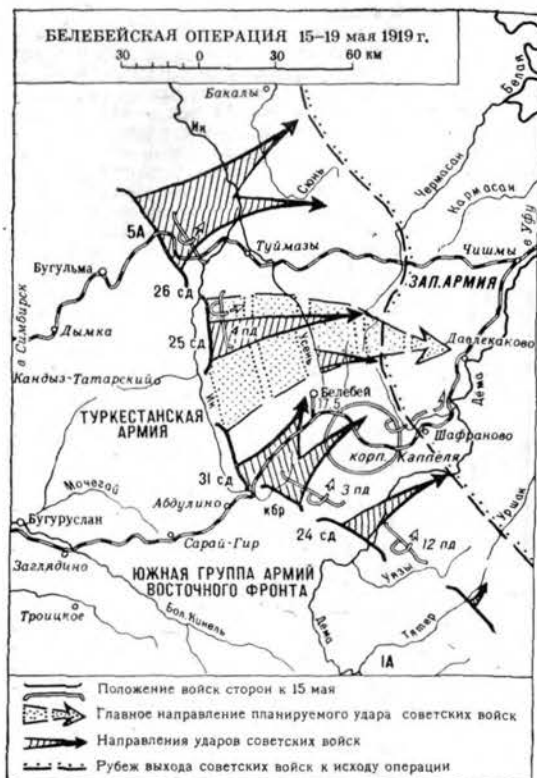 БЕЛЕБЕЙСКАЯ ОПЕРАЦИЯ 15–19 мая 1919 г.
30 0 30 60 км
Бакалы
Белая
Ик
Сюнь
Чермасан
Кармасан
5А
в Уфу
Бугульма
Туймазы
Чишмы
26 сд
ЗАП. АРМИЯ
в Симбирск
Дымка
25 сд
4 пд
Усень
Давлеканово
Кандыз-Татарский
Белебей
17.5
Дема
ТУРКЕСТАНСКАЯ
АРМИЯ
Ик
Шафраново
корп. Каппеля
31 сд
Мочегай
Абдулино
кбр
3 пд
Уршак
Бугуруслан
Сарай-Гир
24 сд
12 пд
Заглядино
ЮЖНАЯ ГРУППА АРМИЙ
ВОСТОЧНОГО ФРОНТА
Уязы
Троицкое
Бол. Кинель
Дема
Тятер
1А
Положение войск сторон к 15 мая
Главное направление планируемого удара советских войск
Направления ударов советских войск
Рубеж выхода советских войск к исходу операции